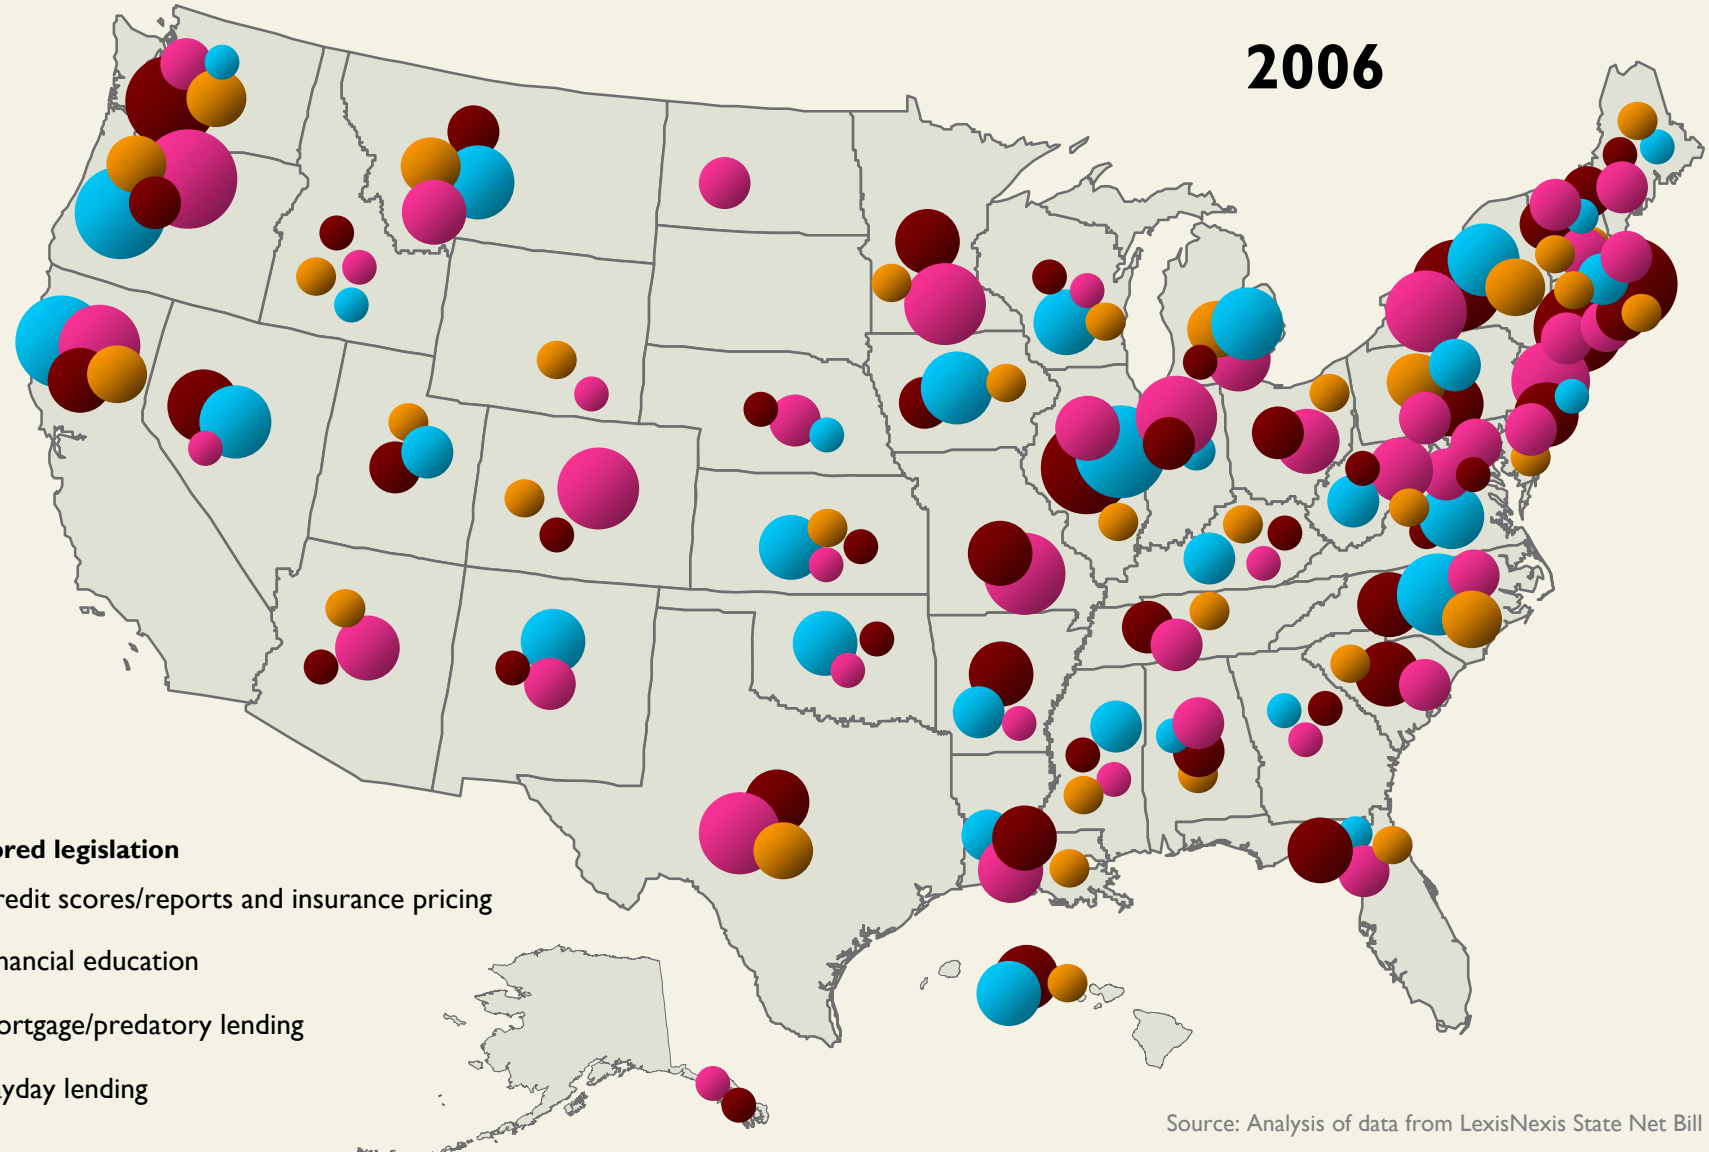 2006
ored legislation
redit scores/reports and insurance pricing
nancial education
ortgage/predatory lending
yday lending
Source: Analysis of data from LexisNexis State Net Bill